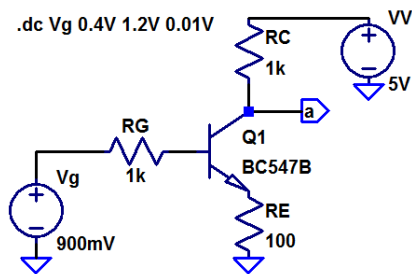 .dc Vg 0.4V 1.2V 0.01V
VV
RC
1k
5V
a
RG
1k
Q1
BC547B
Vg
900mV
RE
100